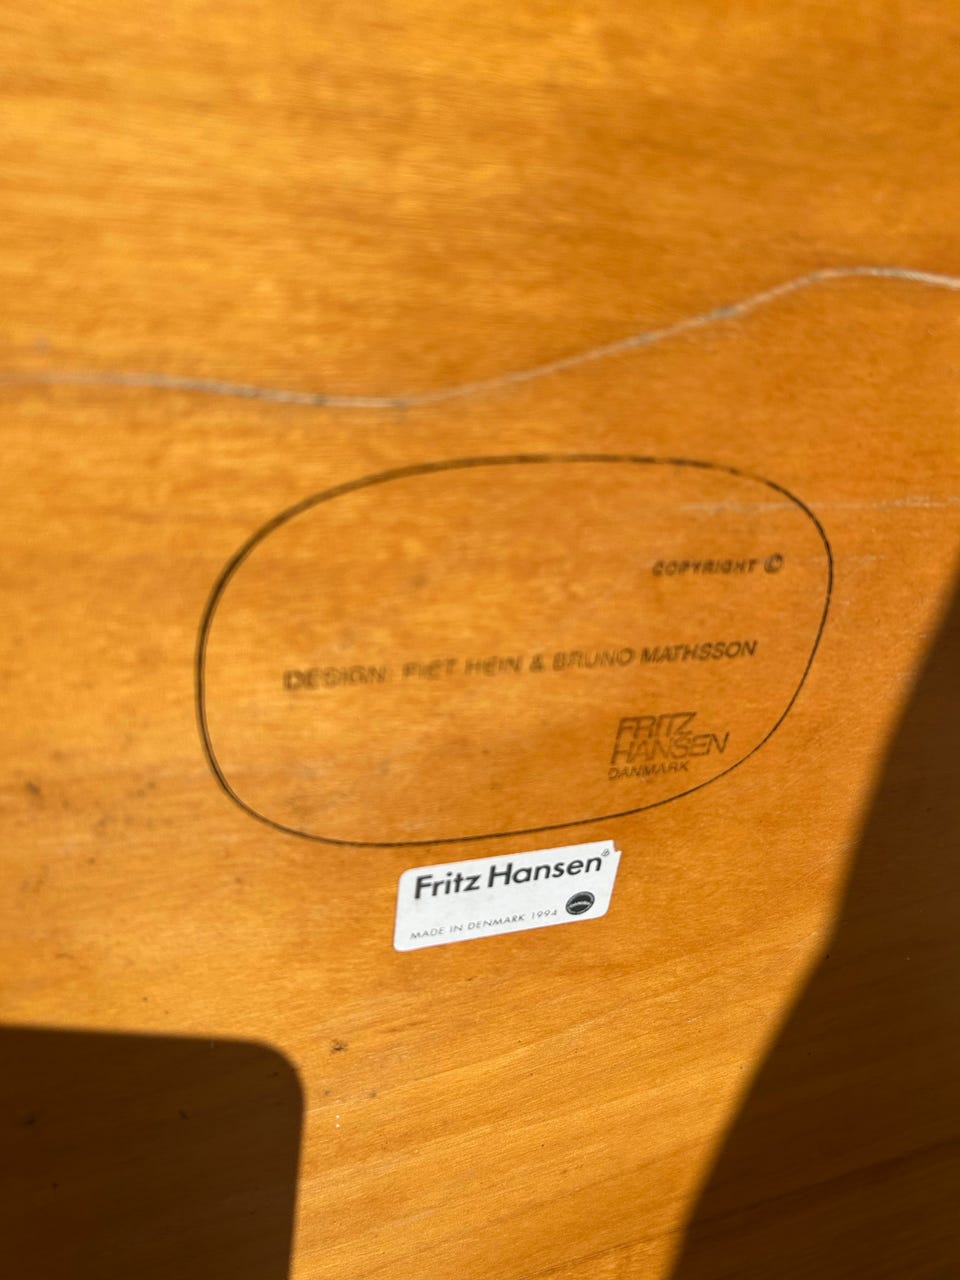 COPYRIGHT ©
DESIGN: PIET HEIN & BRUNO MATHSSON
FRITZ
HANSEN
DANMARK
Fritz Hansen®
MADE IN DENMARK 1994